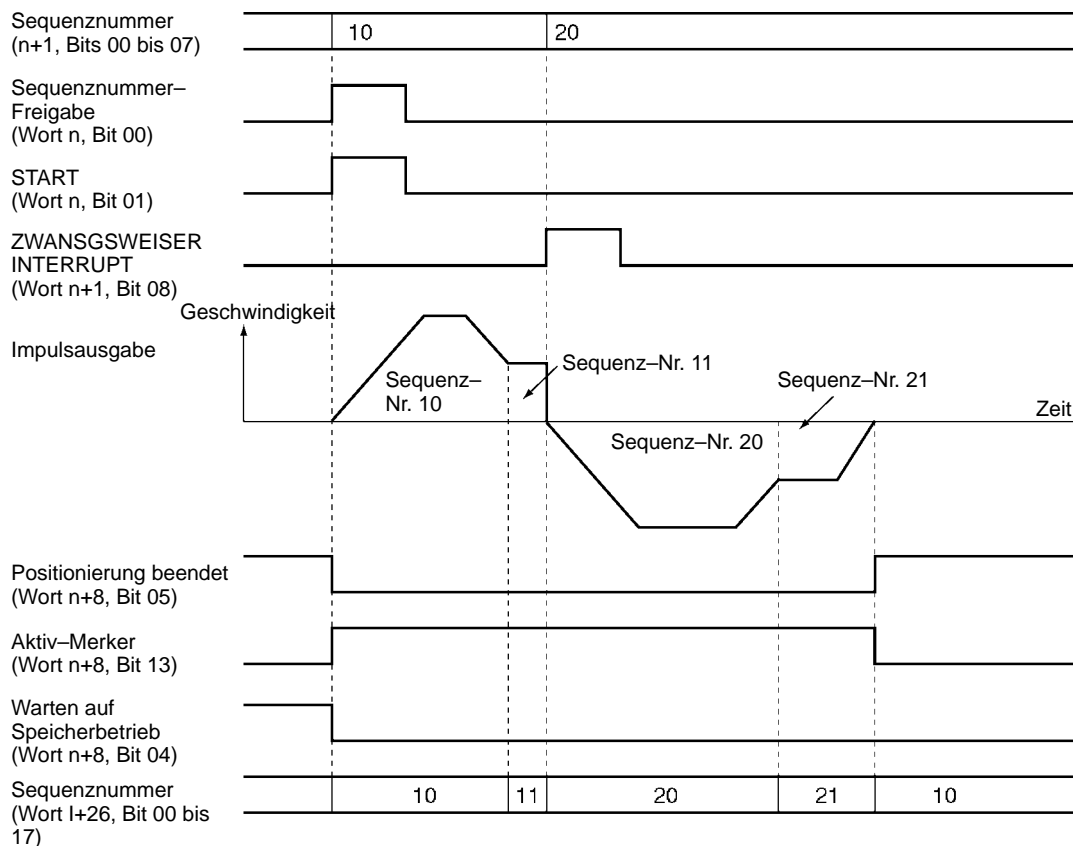 Sequenznummer
(n+1, Bits 00 bis 07)
10
20
Sequenznummer–
Freigabe
(Wort n, Bit 00)
START
(Wort n, Bit 01)
ZWANSGSWEISER
INTERRUPT
(Wort n+1, Bit 08)
Geschwindigkeit
Impulsausgabe
Sequenz–
Nr. 10
Sequenz–Nr. 11
Sequenz–Nr. 20
Sequenz–Nr. 21
Zeit
Positionierung beendet
(Wort n+8, Bit 05)
Aktiv–Merker
(Wort n+8, Bit 13)
Warten auf
Speicherbetrieb
(Wort n+8, Bit 04)
Sequenznummer
(Wort I+26, Bit 00 bis
17)
10
11
20
21
10